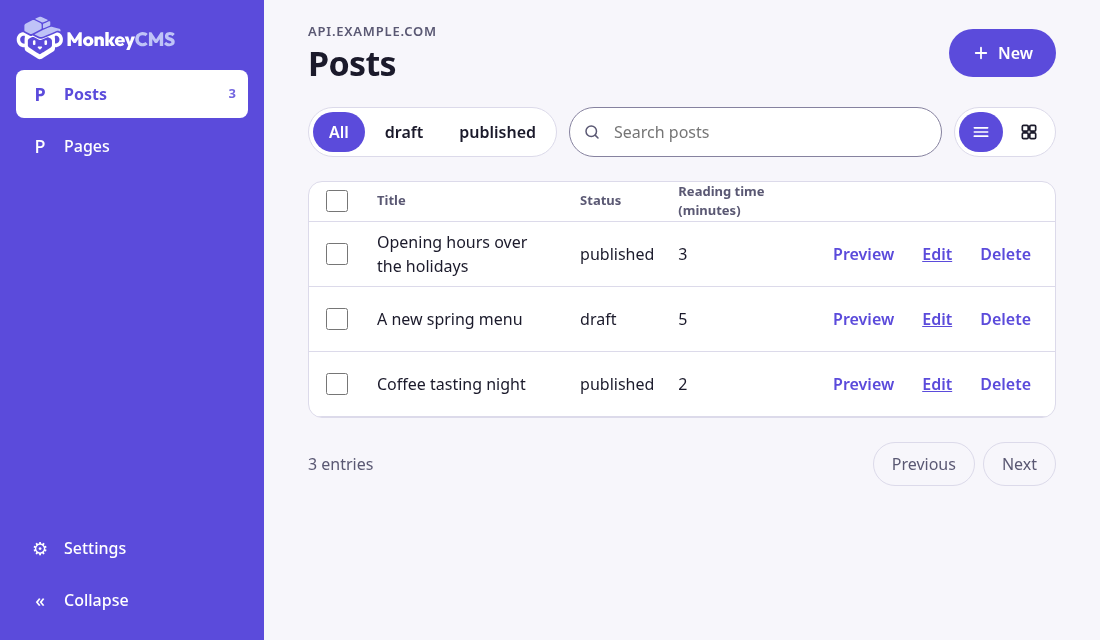 MonkeyCMS
P Posts 3
P Pages
⚙ Settings
« Collapse
API.EXAMPLE.COM
Posts
+ New
All draft published
Search posts
Title Status Reading time
(minutes)
Opening hours over
the holidays published 3 Preview Edit Delete
A new spring menu draft 5 Preview Edit Delete
Coffee tasting night published 2 Preview Edit Delete
3 entries Previous Next